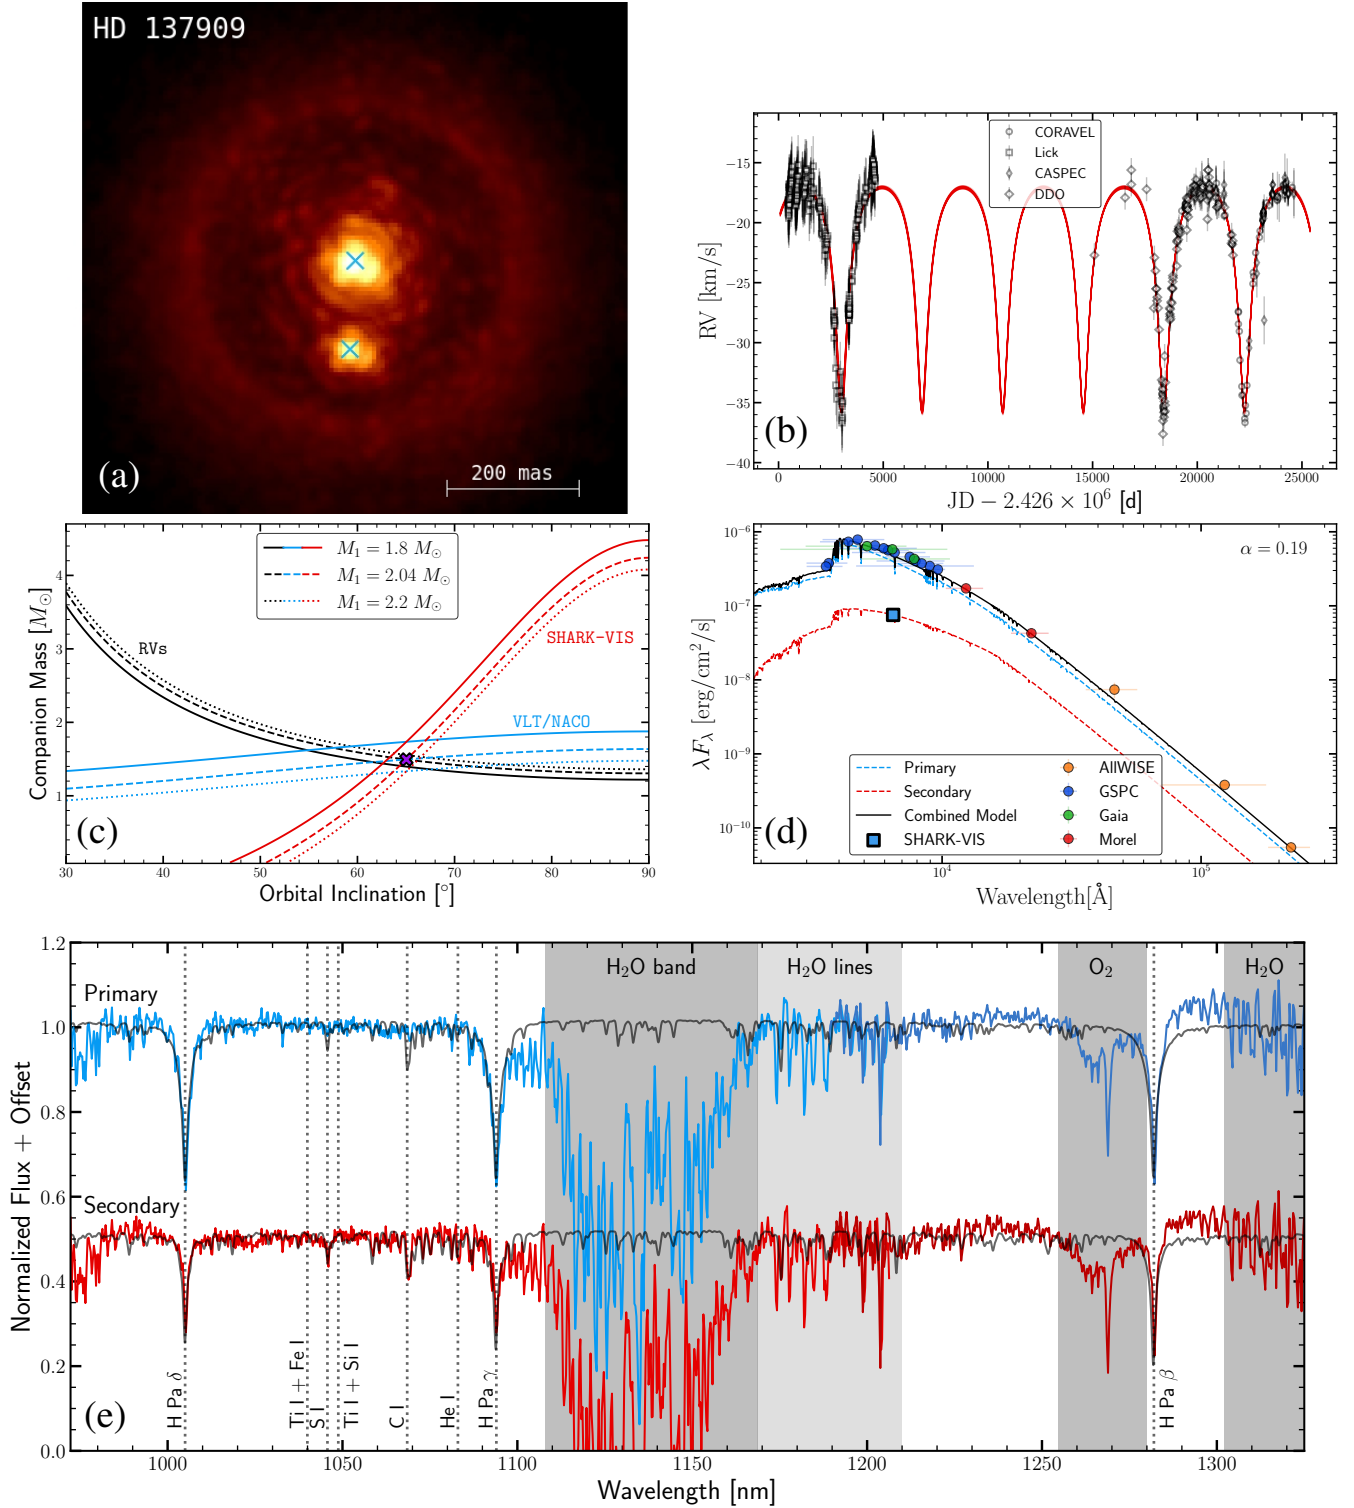 HD 137909
200 mas
(a)
CORAVEL
Lick
CASPEC
DDO
−15
−20
−25
−30
−35
−40
RV [km/s]
(b)
0 5000 10000 15000 20000 25000
JD − 2.426 × 10⁶ [d]
M₁ = 1.8 M⊙
M₁ = 2.04 M⊙
M₁ = 2.2 M⊙
RVs
SHARK-VIS
VLT/NACO
4
3
2
1
Companion Mass [M⊙]
(c)
30 40 50 60 70 80 90
Orbital Inclination [°]
α = 0.19
10⁻⁶
10⁻⁷
10⁻⁸
10⁻⁹
10⁻¹⁰
λF_λ [erg/cm²/s]
Primary
Secondary
Combined Model
SHARK-VIS
AllWISE
GSPC
Gaia
Morel
(d)
10⁴ 10⁵
Wavelength[Å]
H₂O band
H₂O lines
O₂
H₂O
Primary
Secondary
1.2
1.0
0.8
0.6
0.4
0.2
0.0
Normalized Flux + Offset
H Pa δ
Ti I + Fe I
S I
Ti I + Si I
C I
He I
H Pa γ
H Pa β
(e)
1000 1050 1100 1150 1200 1250 1300
Wavelength [nm]